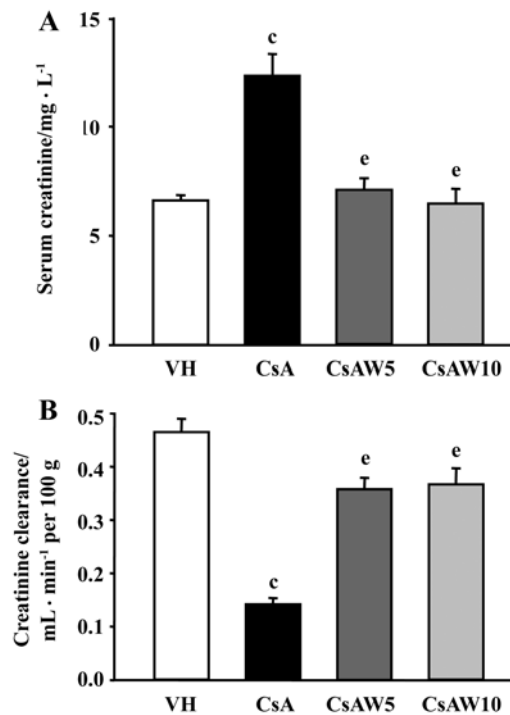 A
15
c
10
e
e
5
0
Serum creatinine/mg · L⁻¹
VH CsA CsAW5 CsAW10
B
0.5
e
e
0.4
0.3
0.2
c
0.1
0.0
Creatinine clearance/
mL · min⁻¹ per 100 g
VH CsA CsAW5 CsAW10